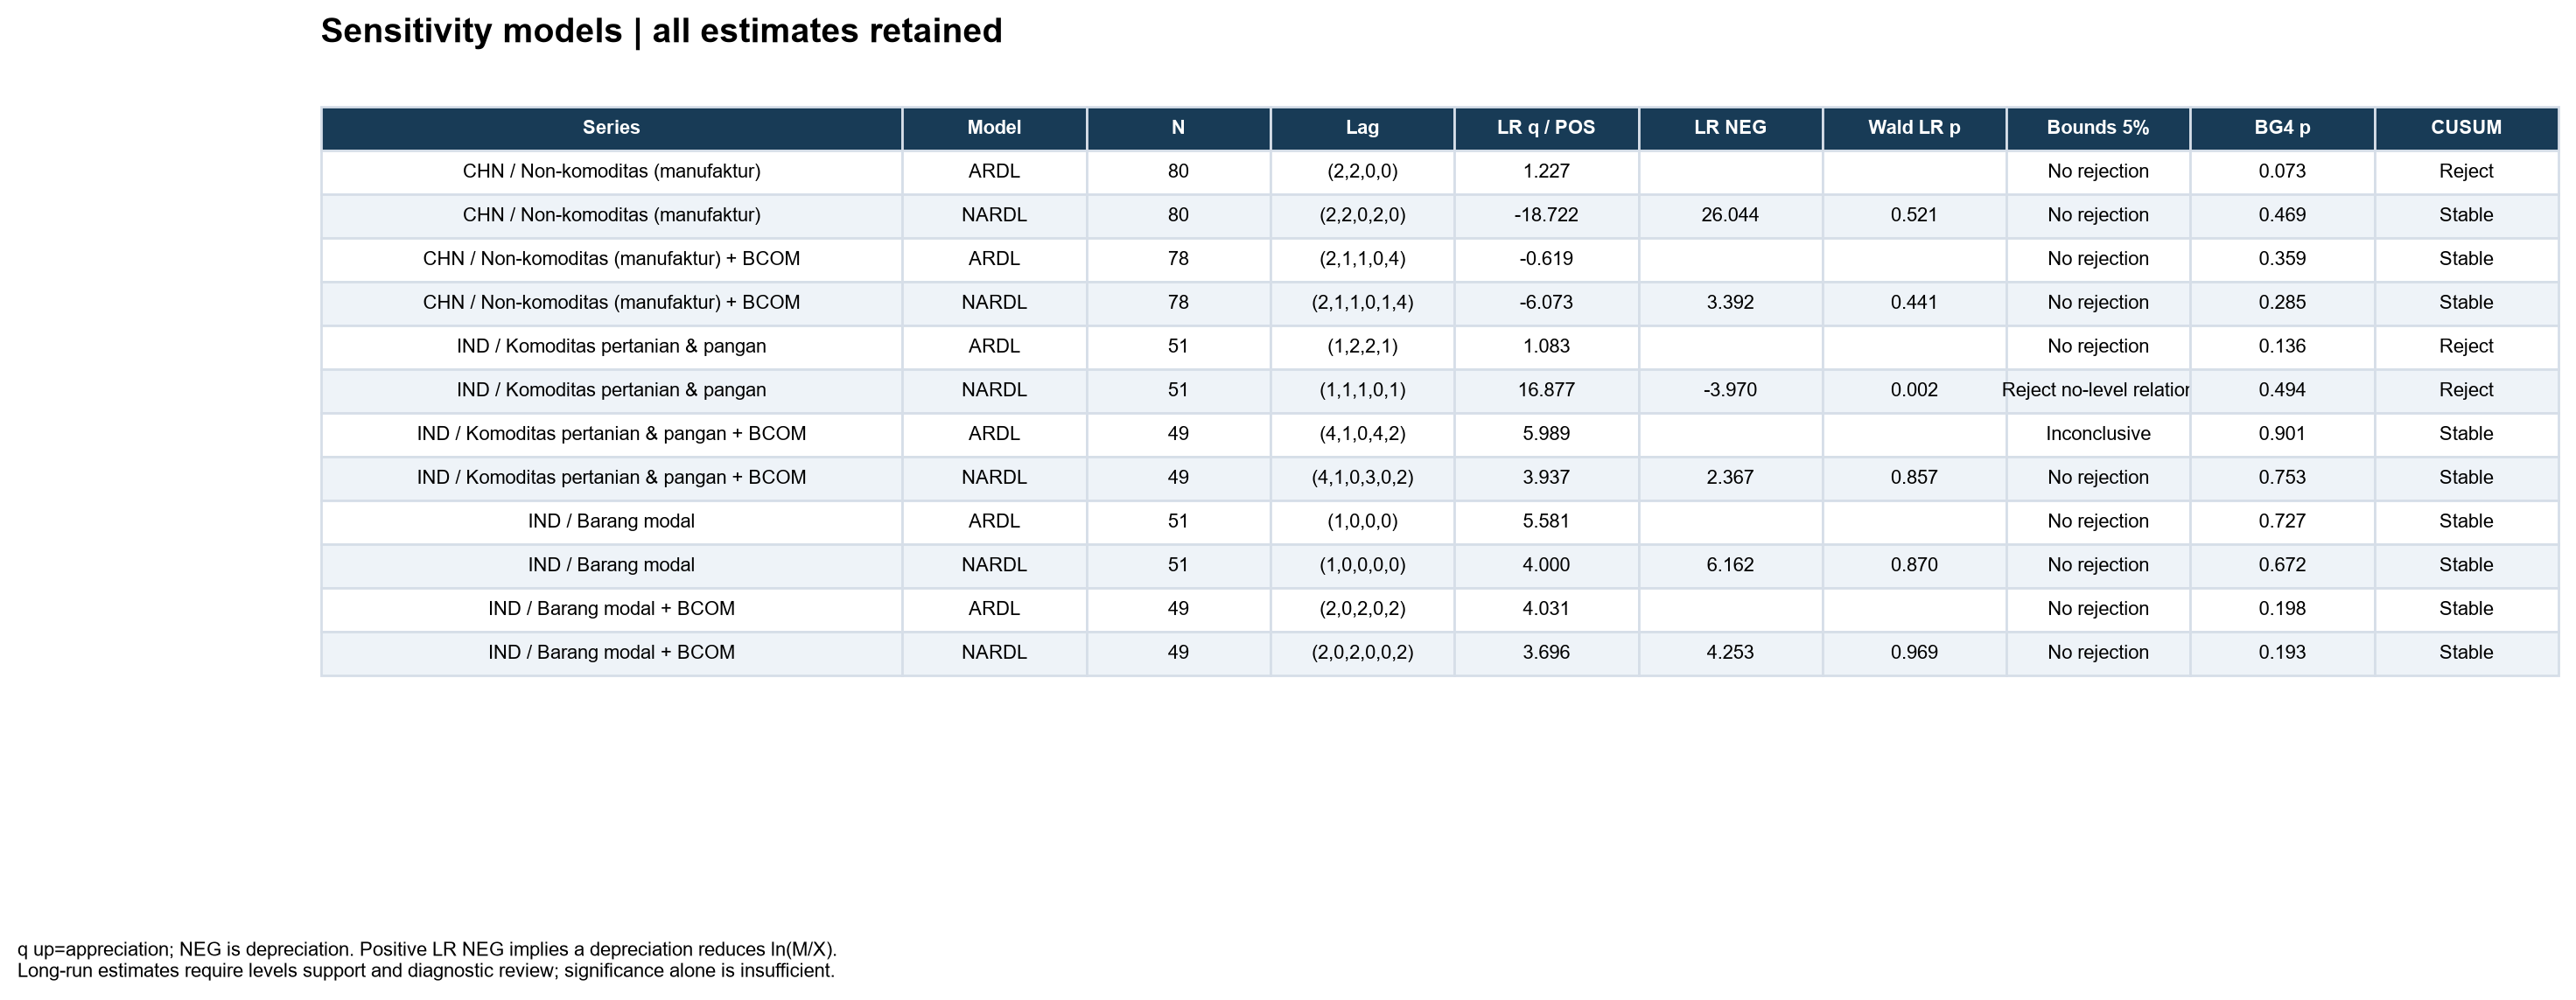 Sensitivity models | all estimates retained
Series Model N Lag LR q / POS LR NEG Wald LR p Bounds 5% BG4 p CUSUM
CHN / Non-komoditas (manufaktur) ARDL 80 (2,2,0,0) 1.227 No rejection 0.073 Reject
CHN / Non-komoditas (manufaktur) NARDL 80 (2,2,0,2,0) -18.722 26.044 0.521 No rejection 0.469 Stable
CHN / Non-komoditas (manufaktur) + BCOM ARDL 78 (2,1,1,0,4) -0.619 No rejection 0.359 Stable
CHN / Non-komoditas (manufaktur) + BCOM NARDL 78 (2,1,1,0,1,4) -6.073 3.392 0.441 No rejection 0.285 Stable
IND / Komoditas pertanian & pangan ARDL 51 (1,2,2,1) 1.083 No rejection 0.136 Reject
IND / Komoditas pertanian & pangan NARDL 51 (1,1,1,0,1) 16.877 -3.970 0.002 Reject no-level relation 0.494 Reject
IND / Komoditas pertanian & pangan + BCOM ARDL 49 (4,1,0,4,2) 5.989 Inconclusive 0.901 Stable
IND / Komoditas pertanian & pangan + BCOM NARDL 49 (4,1,0,3,0,2) 3.937 2.367 0.857 No rejection 0.753 Stable
IND / Barang modal ARDL 51 (1,0,0,0) 5.581 No rejection 0.727 Stable
IND / Barang modal NARDL 51 (1,0,0,0,0) 4.000 6.162 0.870 No rejection 0.672 Stable
IND / Barang modal + BCOM ARDL 49 (2,0,2,0,2) 4.031 No rejection 0.198 Stable
IND / Barang modal + BCOM NARDL 49 (2,0,2,0,0,2) 3.696 4.253 0.969 No rejection 0.193 Stable
q up=appreciation; NEG is depreciation. Positive LR NEG implies a depreciation reduces ln(M/X).
Long-run estimates require levels support and diagnostic review; significance alone is insufficient.